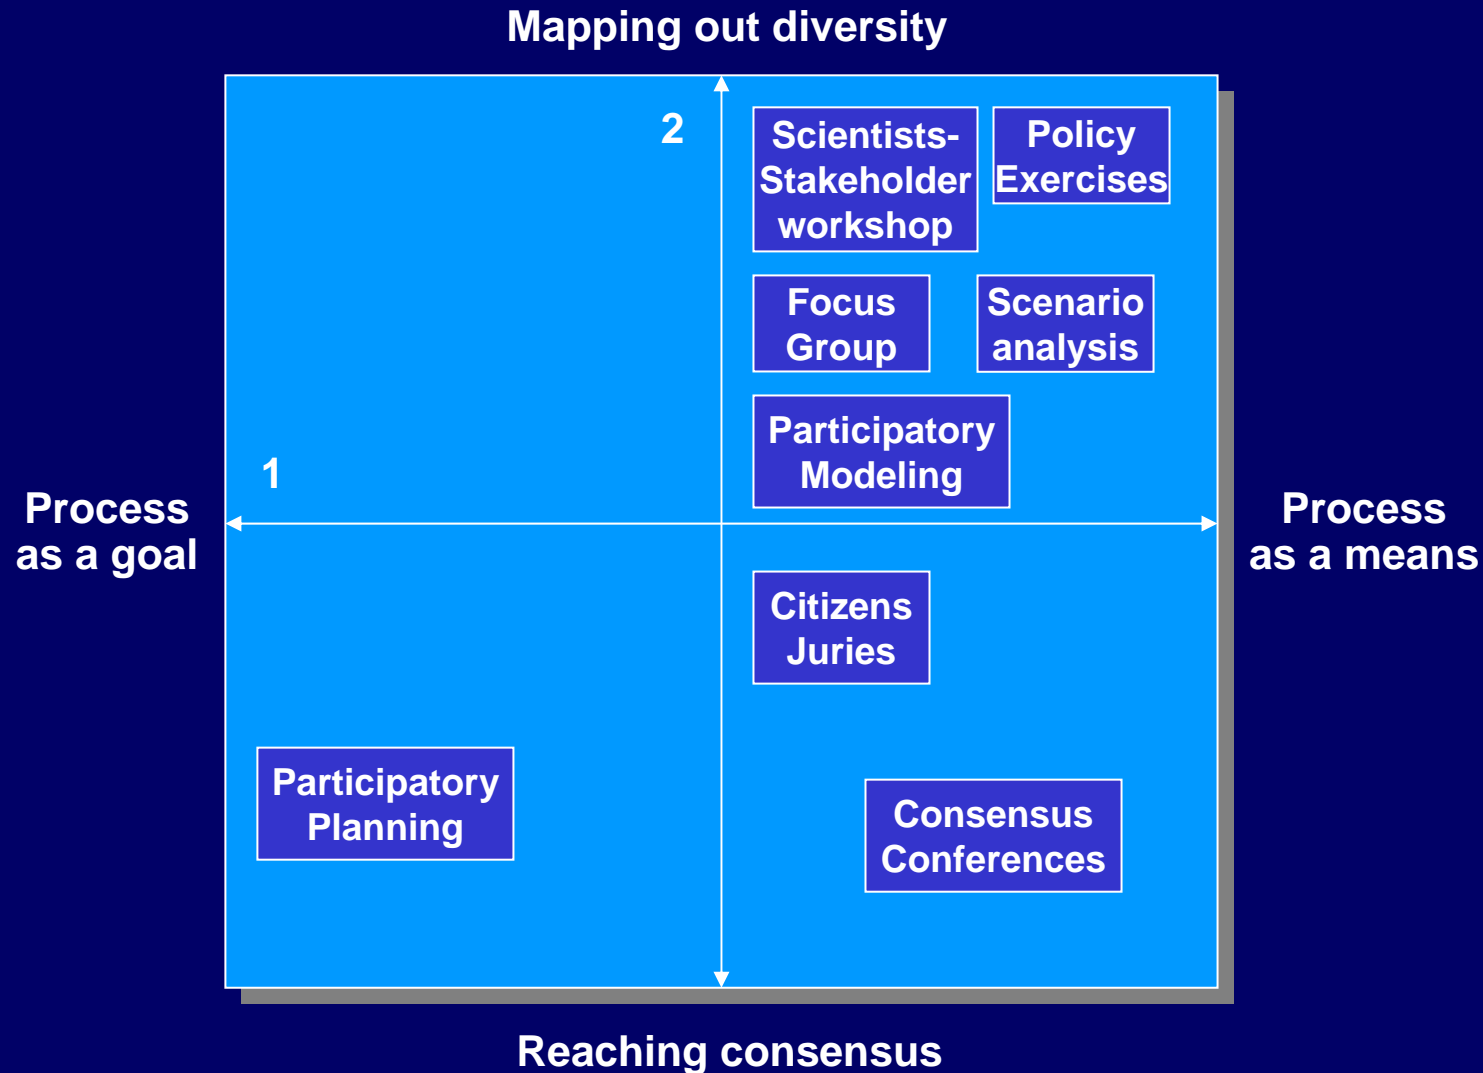 Mapping out diversity
2
Scientists-
Stakeholder
workshop
Policy
Exercises
Focus
Group
Scenario
analysis
Participatory
Modeling
1
Process
as a goal
Process
as a means
Citizens
Juries
Participatory
Planning
Consensus
Conferences
Reaching consensus